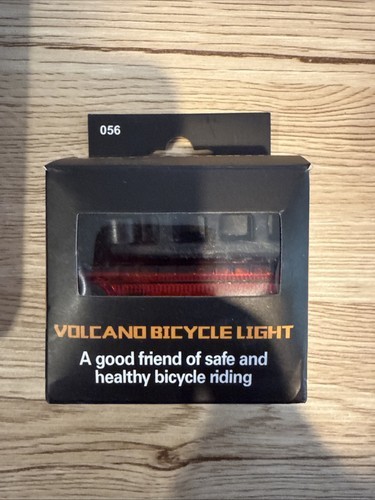 056
VOLCANO BICYCLE LIGHT
A good friend of safe and
healthy bicycle riding